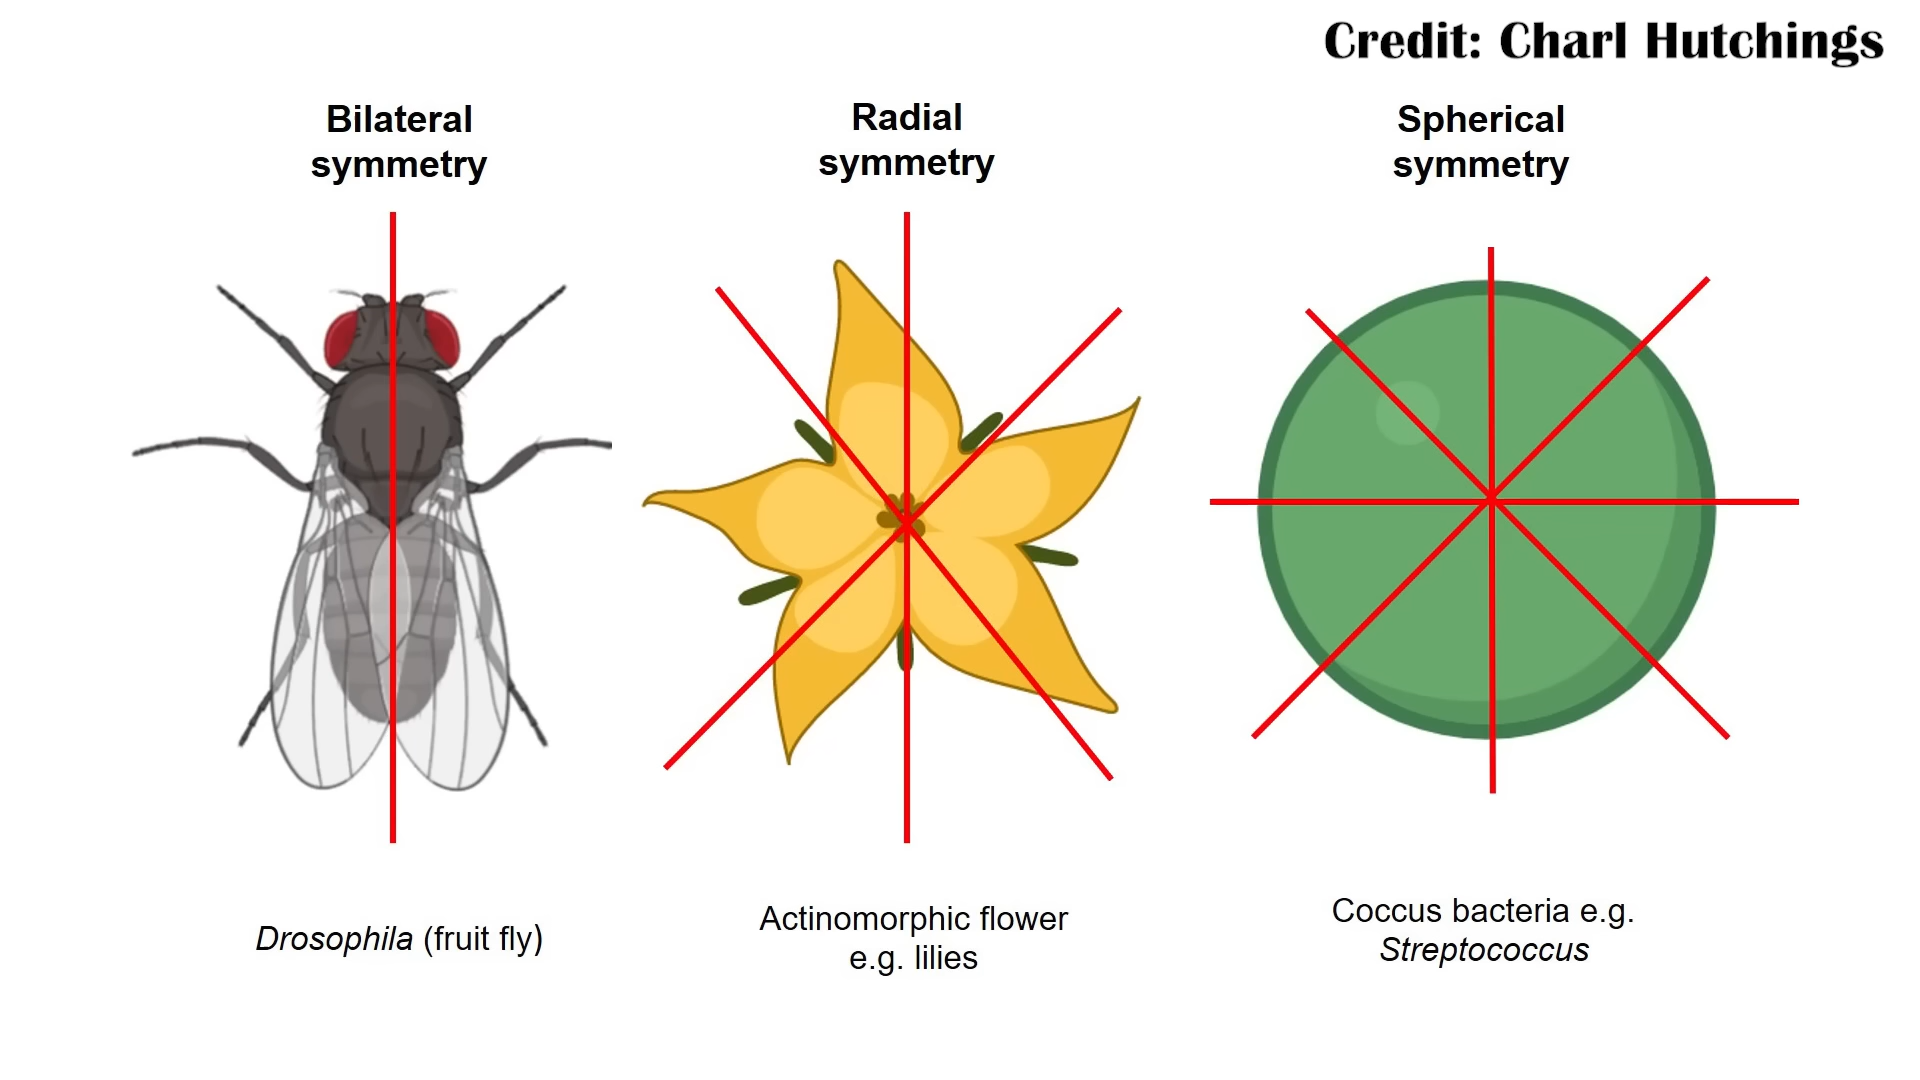 Credit: Charl Hutchings
Bilateral
symmetry
Radial
symmetry
Spherical
symmetry
Drosophila (fruit fly)
Actinomorphic flower
e.g. lilies
Coccus bacteria e.g.
Streptococcus